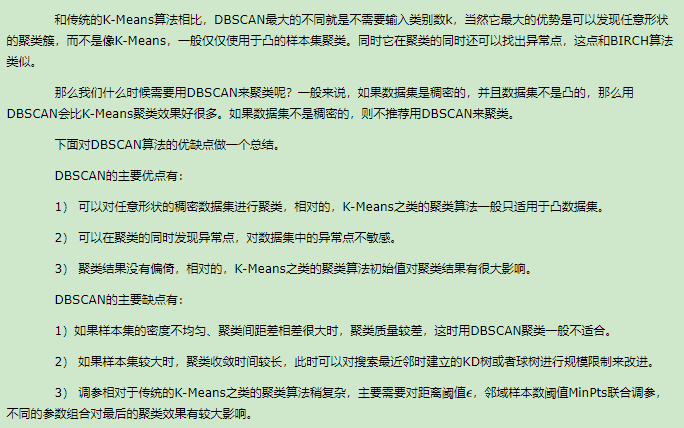 和传统的K-Means算法相比，DBSCAN最大的不同就是不需要输入类别数k，当然它最大的优势是可以发现任意形状
的聚类簇，而不是像K-Means，一般仅仅使用于凸的样本集聚类。同时它在聚类的同时还可以找出异常点，这点和BIRCH算法
类似。
那么我们什么时候需要用DBSCAN来聚类呢？一般来说，如果数据集是稠密的，并且数据集不是凸的，那么用
DBSCAN会比K-Means聚类效果好很多。如果数据集不是稠密的，则不推荐用DBSCAN来聚类。
下面对DBSCAN算法的优缺点做一个总结。
DBSCAN的主要优点有：
1） 可以对任意形状的稠密数据集进行聚类，相对的，K-Means之类的聚类算法一般只适用于凸数据集。
2） 可以在聚类的同时发现异常点，对数据集中的异常点不敏感。
3） 聚类结果没有偏倚，相对的，K-Means之类的聚类算法初始值对聚类结果有很大影响。
DBSCAN的主要缺点有：
1）如果样本集的密度不均匀、聚类间距差相差很大时，聚类质量较差，这时用DBSCAN聚类一般不适合。
2） 如果样本集较大时，聚类收敛时间较长，此时可以对搜索最近邻时建立的KD树或者球树进行规模限制来改进。
3） 调参相对于传统的K-Means之类的聚类算法稍复杂，主要需要对距离阈值ϵ，邻域样本数阈值MinPts联合调参，
不同的参数组合对最后的聚类效果有较大影响。